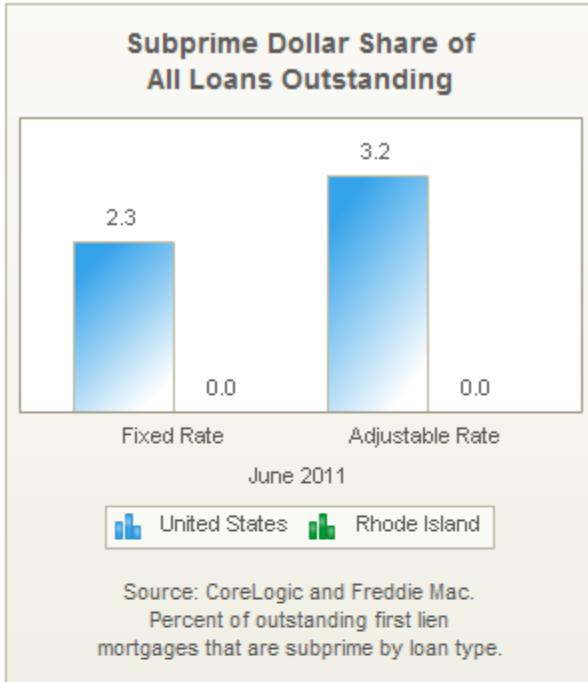 Subprime Dollar Share of
All Loans Outstanding
3.2
2.3
0.0
0.0
Fixed Rate
Adjustable Rate
June 2011
United States
Rhode Island
Source: CoreLogic and Freddie Mac.
Percent of outstanding first lien
mortgages that are subprime by loan type.